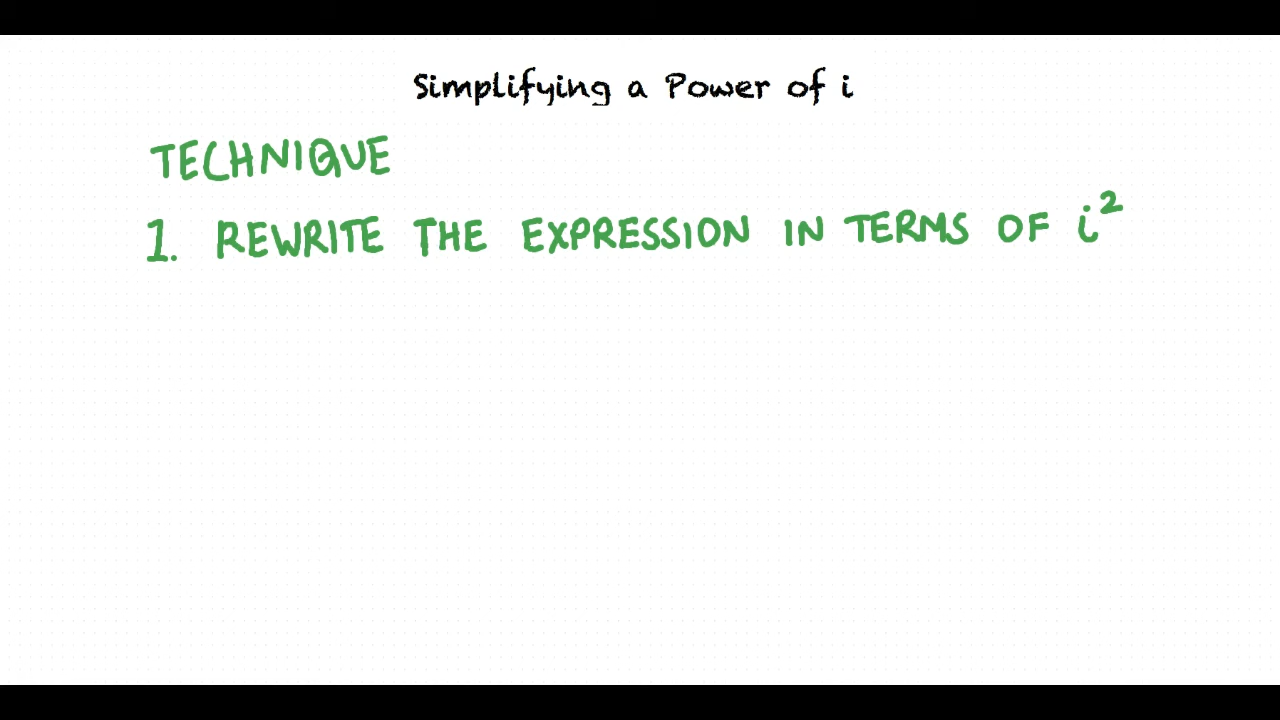 Simplifying a Power of i
TECHNIQUE
1. REWRITE THE EXPRESSION IN TERMS OF i²